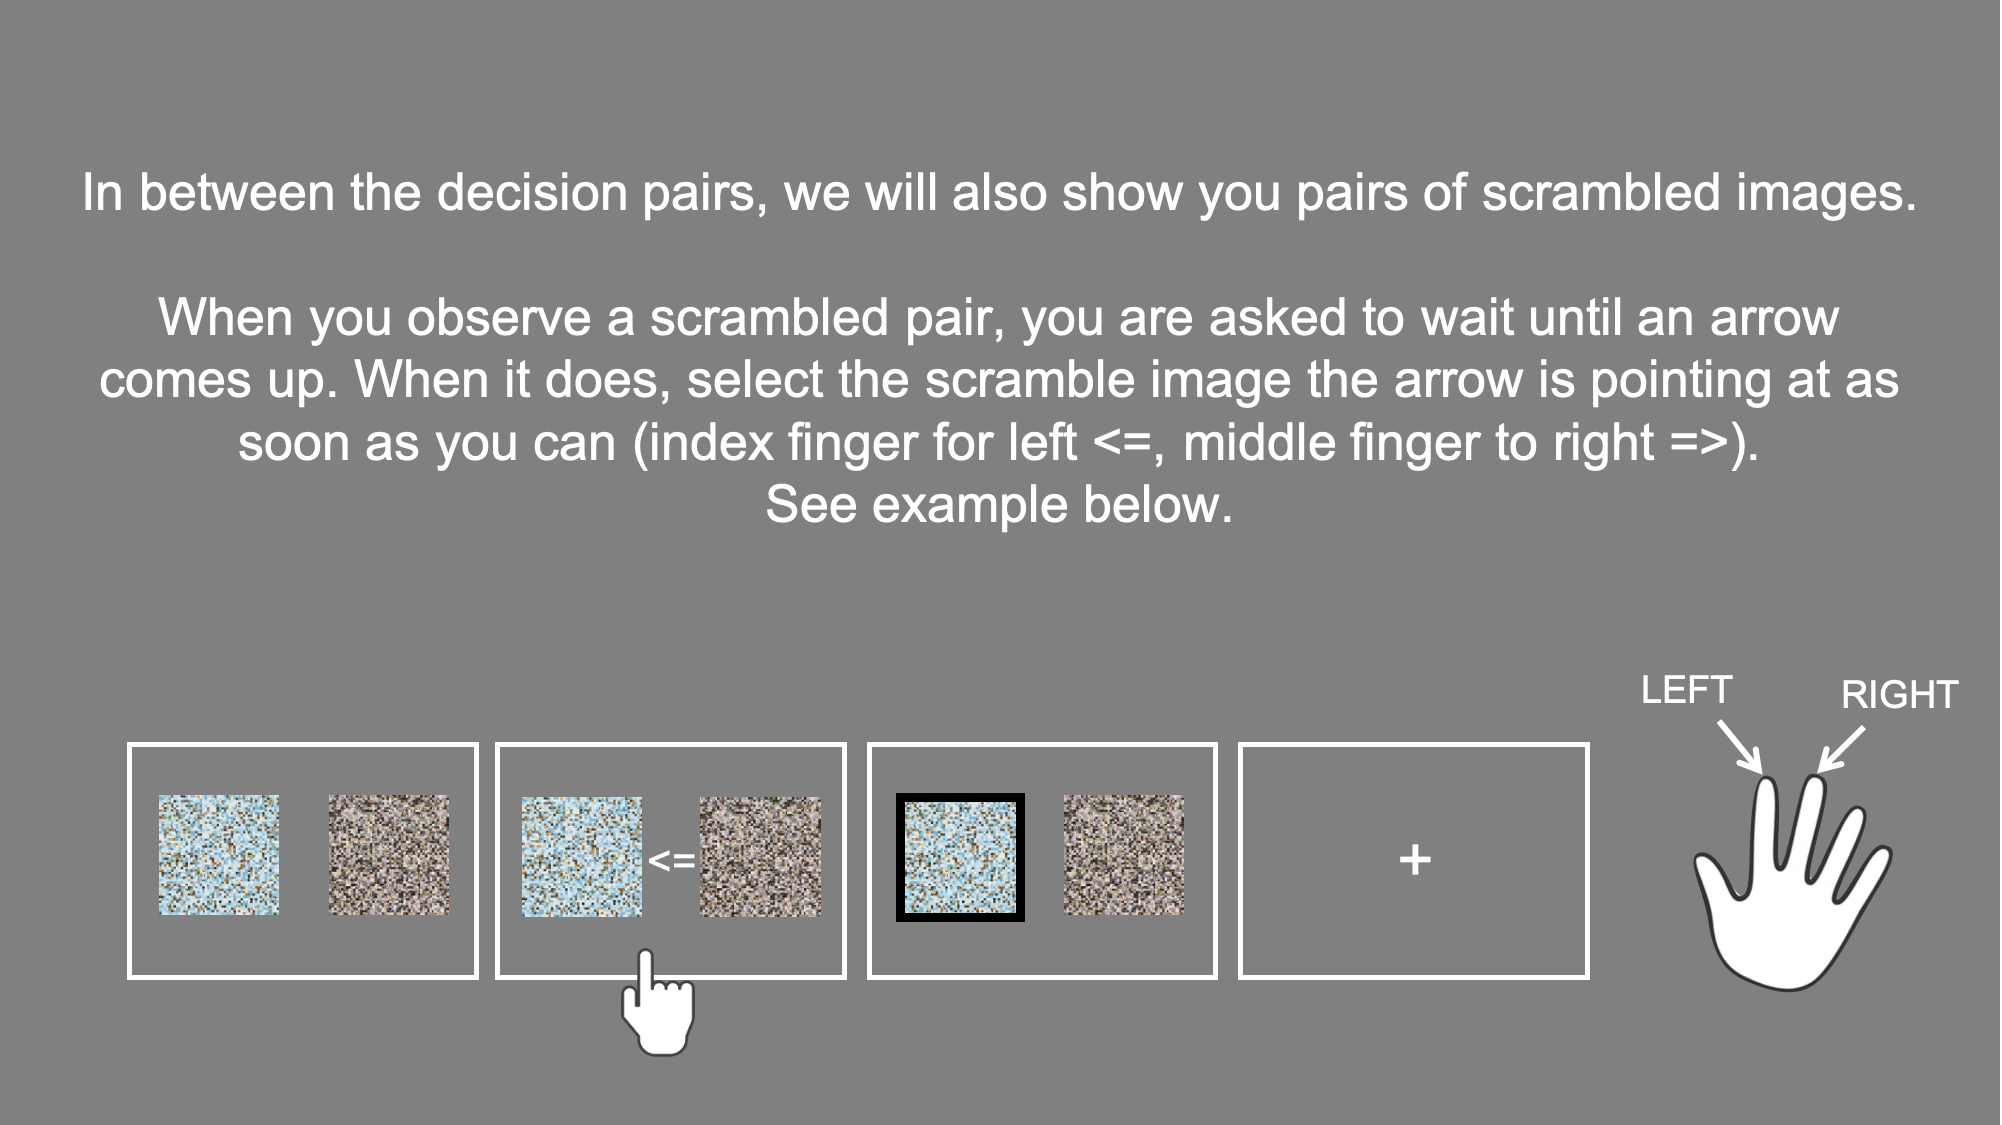 In between the decision pairs, we will also show you pairs of scrambled images.
When you observe a scrambled pair, you are asked to wait until an arrow
comes up. When it does, select the scramble image the arrow is pointing at as
soon as you can (index finger for left <=, middle finger to right =>).
See example below.
LEFT
RIGHT
<=
+